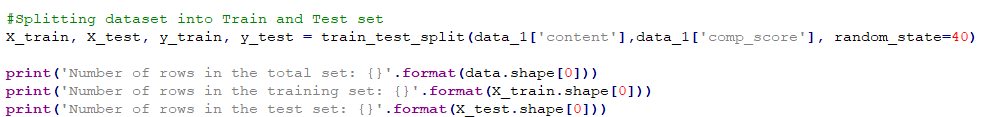 #Splitting dataset into Train and Test set
X_train, X_test, y_train, y_test = train_test_split(data_1['content'],data_1['comp_score'], random_state=40)
print('Number of rows in the total set: {}'.format(data.shape[0]))
print('Number of rows in the training set: {}'.format(X_train.shape[0]))
print('Number of rows in the test set: {}'.format(X_test.shape[0]))